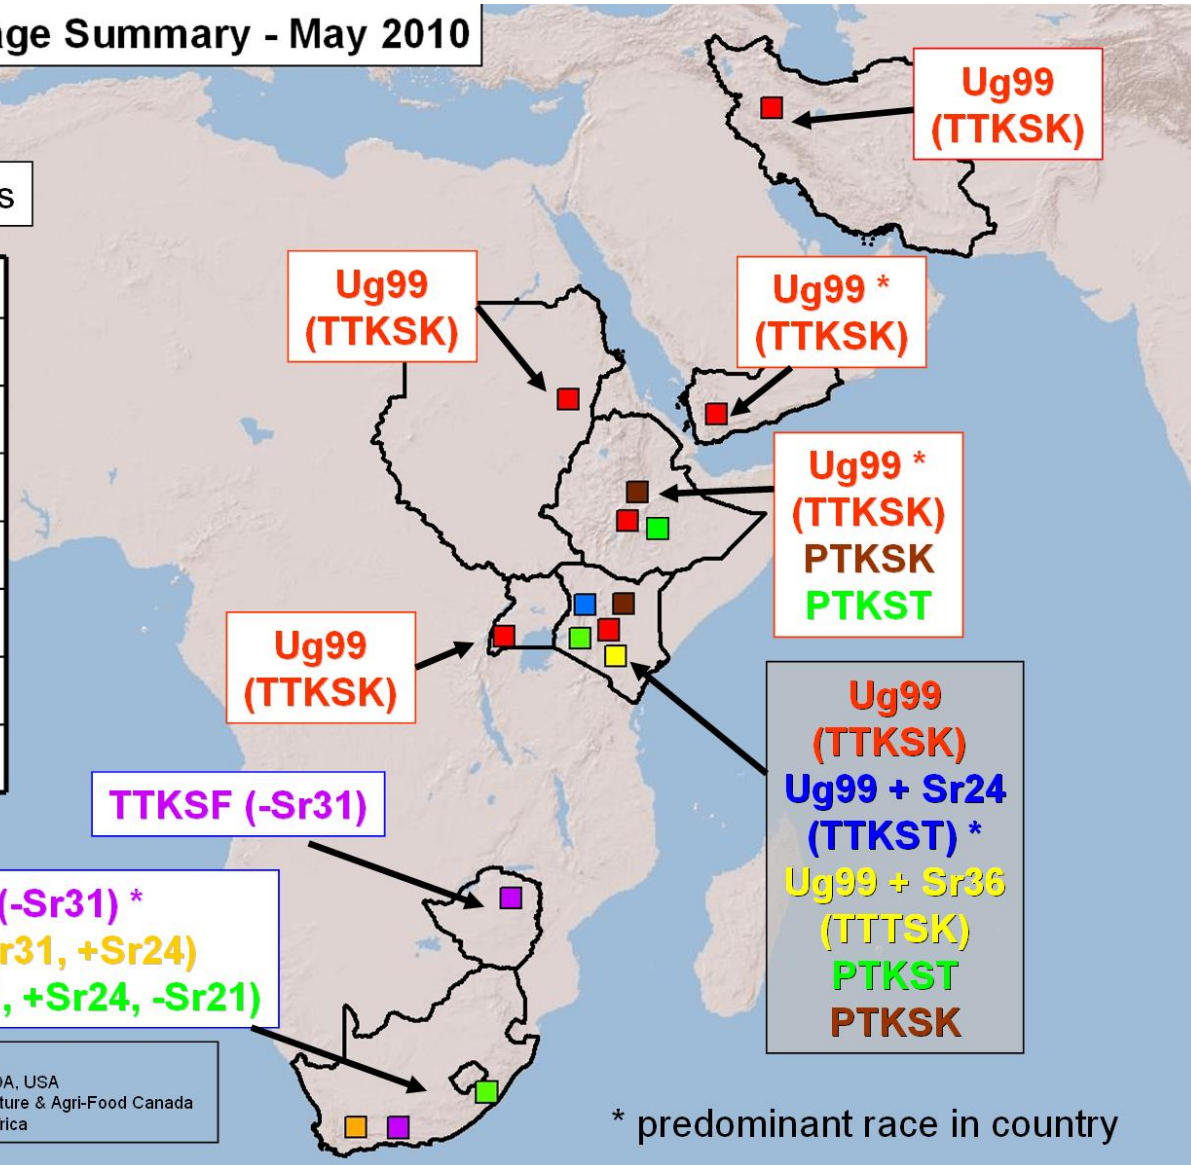 age Summary - May 2010
s
Ug99
(TTKSK)
Ug99
(TTKSK)
Ug99 *
(TTKSK)
Ug99 *
(TTKSK)
PTKSK
PTKST
Ug99
(TTKSK)
Ug99
(TTKSK)
Ug99 + Sr24
(TTKST) *
Ug99 + Sr36
(TTTSK)
PTKST
PTKSK
TTKSF (-Sr31)
(-Sr31) *
r31, +Sr24)
, +Sr24, -Sr21)
DA, USA
ture & Agri-Food Canada
rica
* predominant race in country